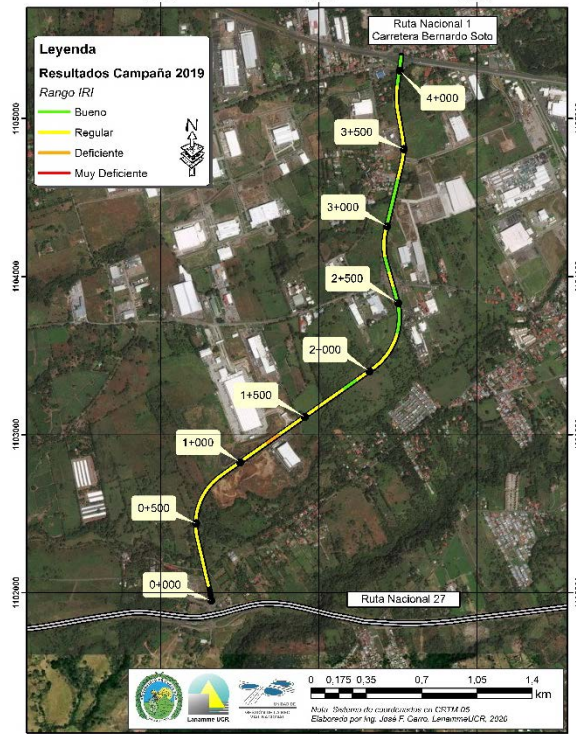 Ruta Nacional 1
Carretera Bernardo Soto
Leyenda
Resultados Campaña 2019
Rango IRI
Bueno
Regular
Deficiente
Muy Deficiente
N
4+000
3+500
3+000
2+500
2+000
1+500
1+000
0+500
0+000
1105000
1104000
1103000
1102000
Ruta Nacional 27
Lanamme UCR
UNIDAD DE
0 0,175 0,35 0,7 1,05 1,4
km
Nota: Sistema de coordenadas en CRTM 05
Elaborado por Ing. José F. Garro. LanammeUCR, 2020